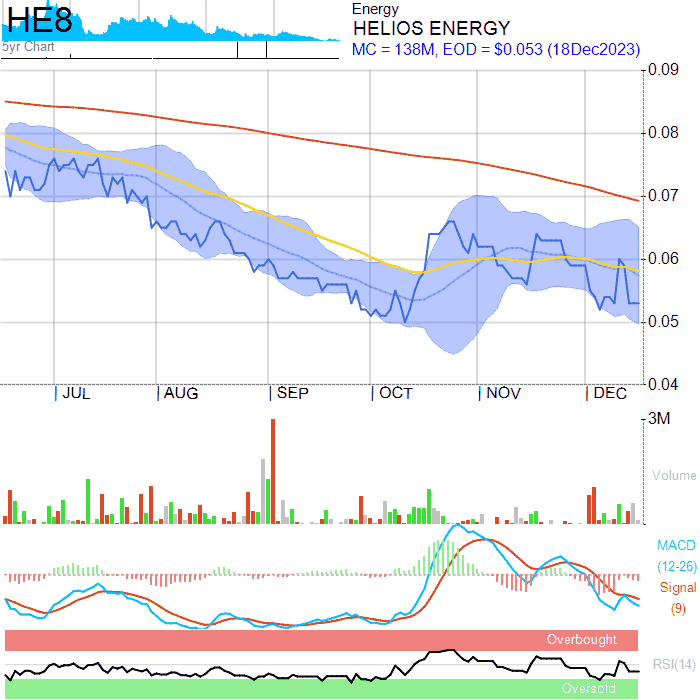 HE8
5yr Chart
Energy
HELIOS ENERGY
MC = 138M, EOD = $0.053 (18Dec2023)
0.09
0.08
0.07
0.06
0.05
0.04
JUL AUG SEP OCT NOV DEC
3M
Volume
MACD
(12-26)
Signal
(9)
Overbought
RSI(14)
Oversold